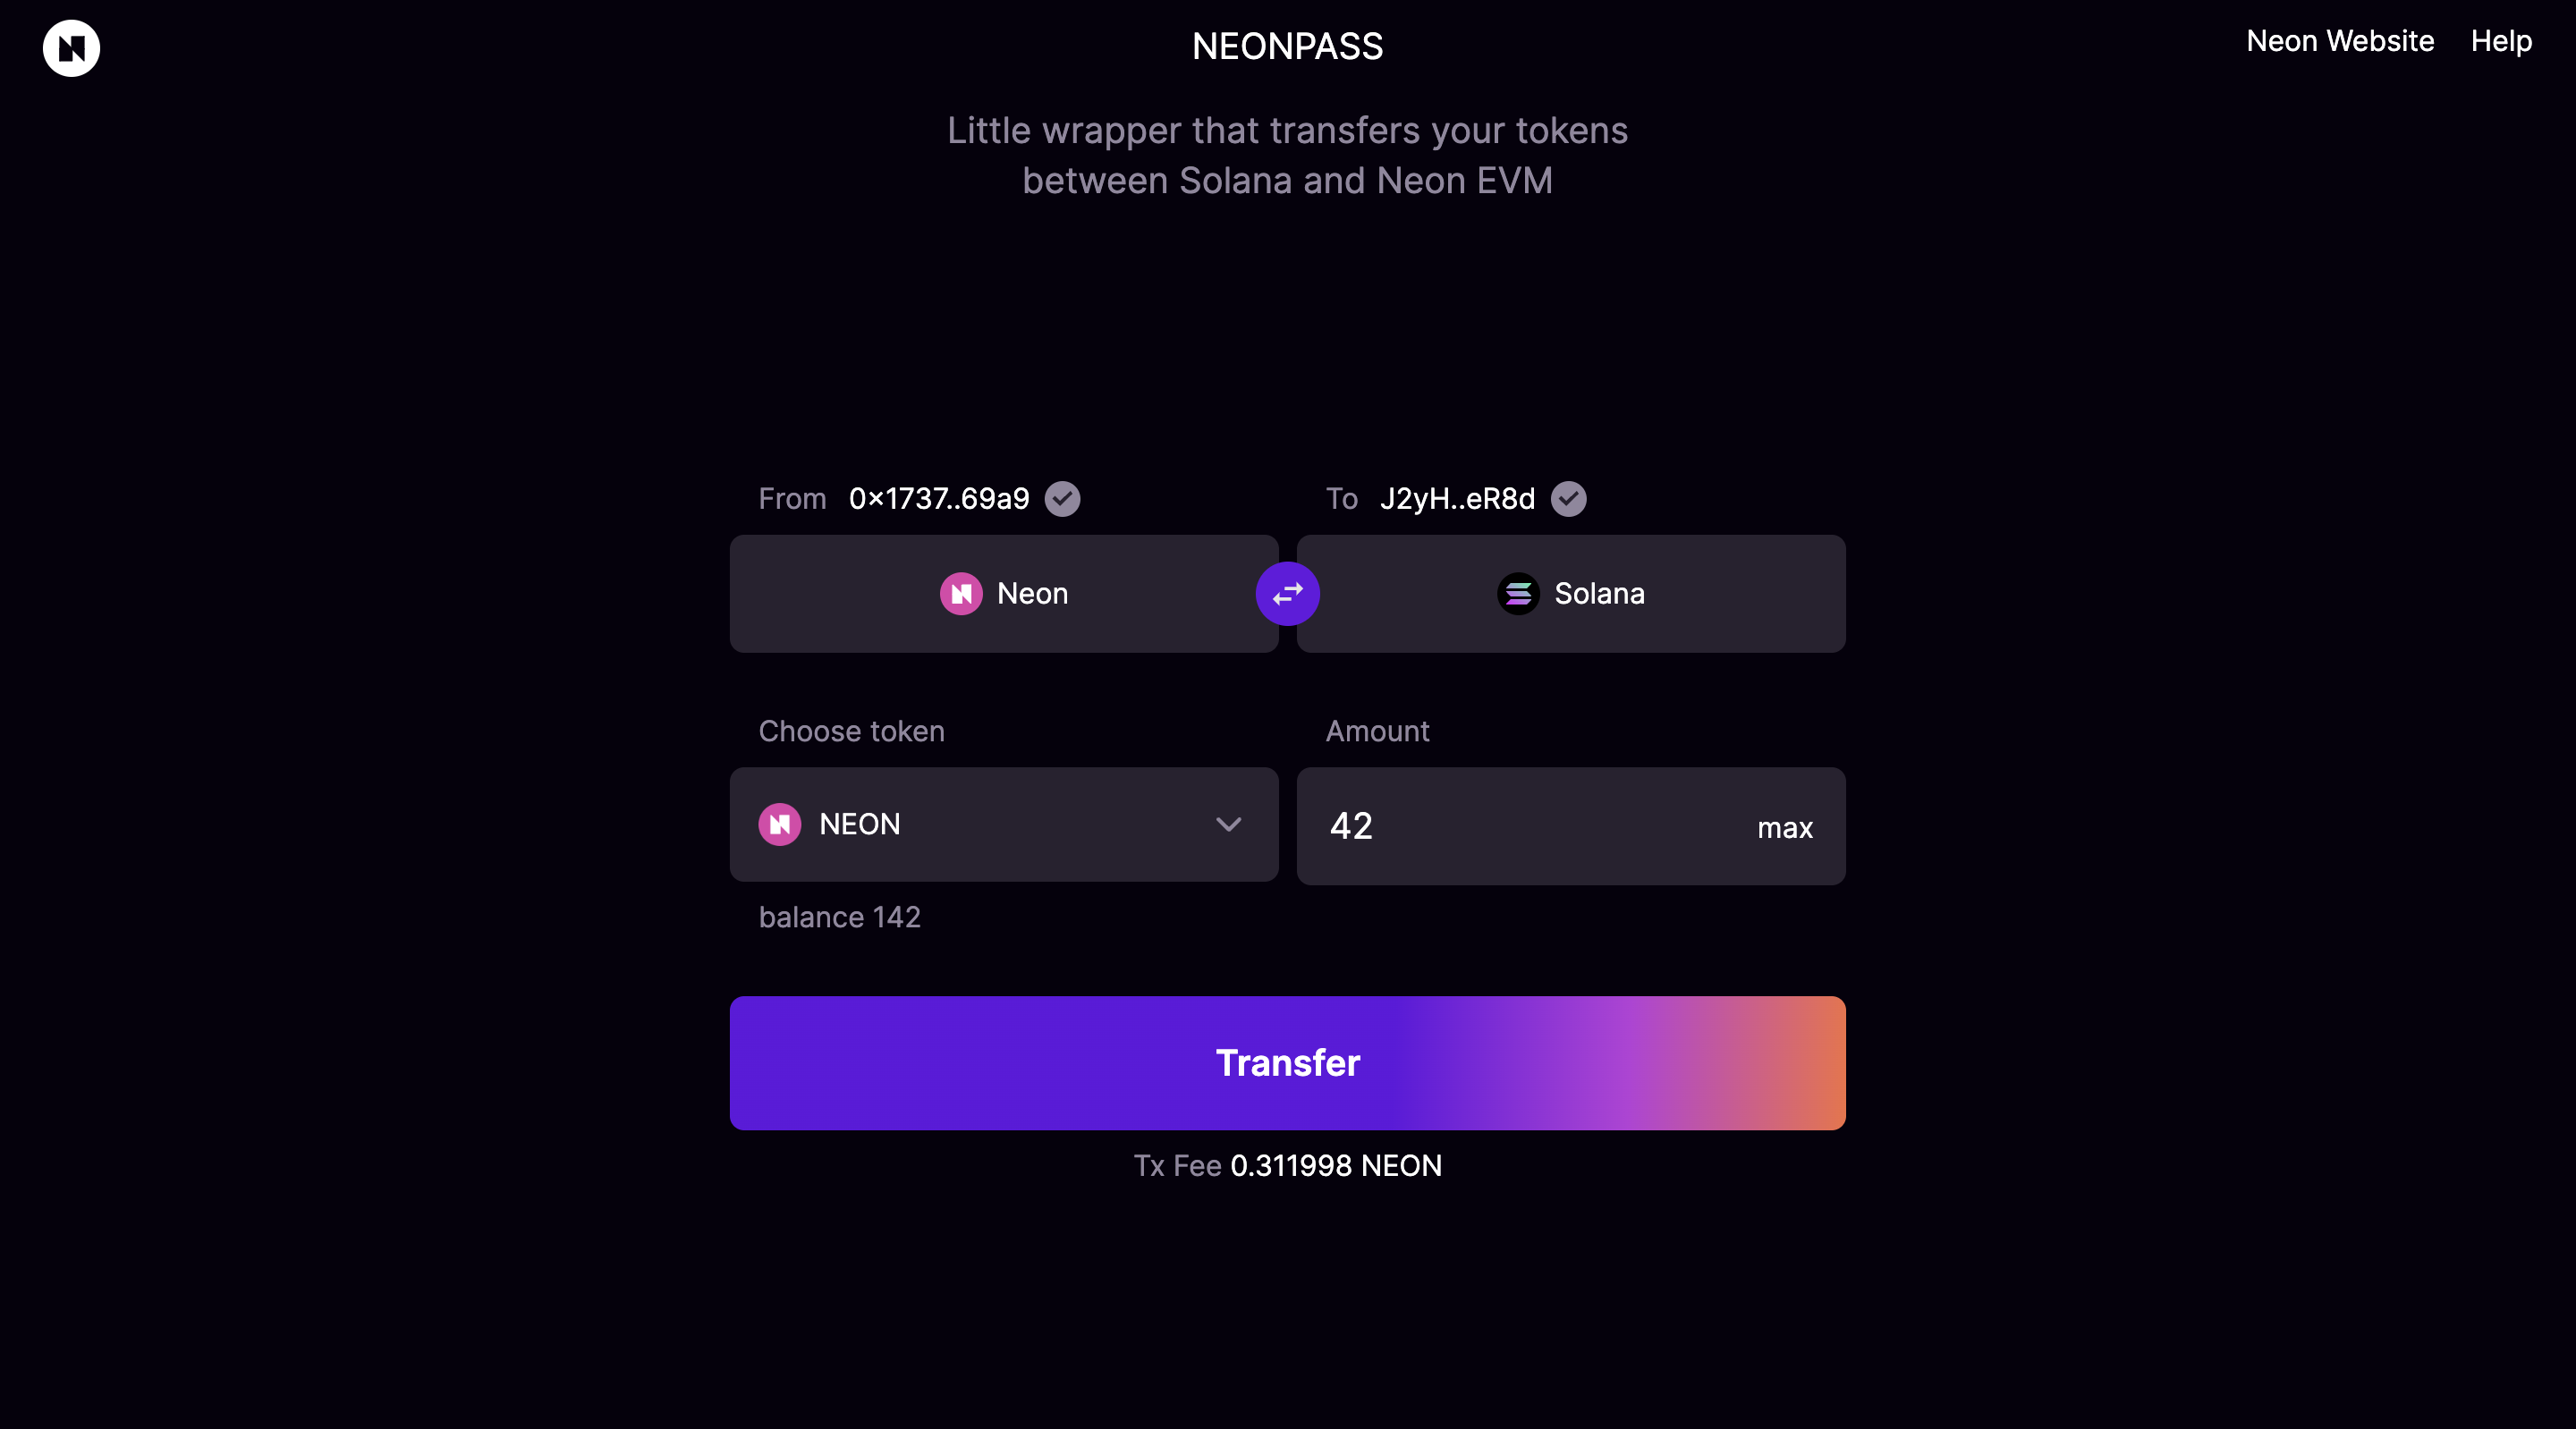 NEONPASS
Neon Website Help
Little wrapper that transfers your tokens
between Solana and Neon EVM
From 0×1737..69a9
To J2yH..eR8d
Neon
Solana
Choose token
Amount
NEON
42 max
balance 142
Transfer
Tx Fee 0.311998 NEON